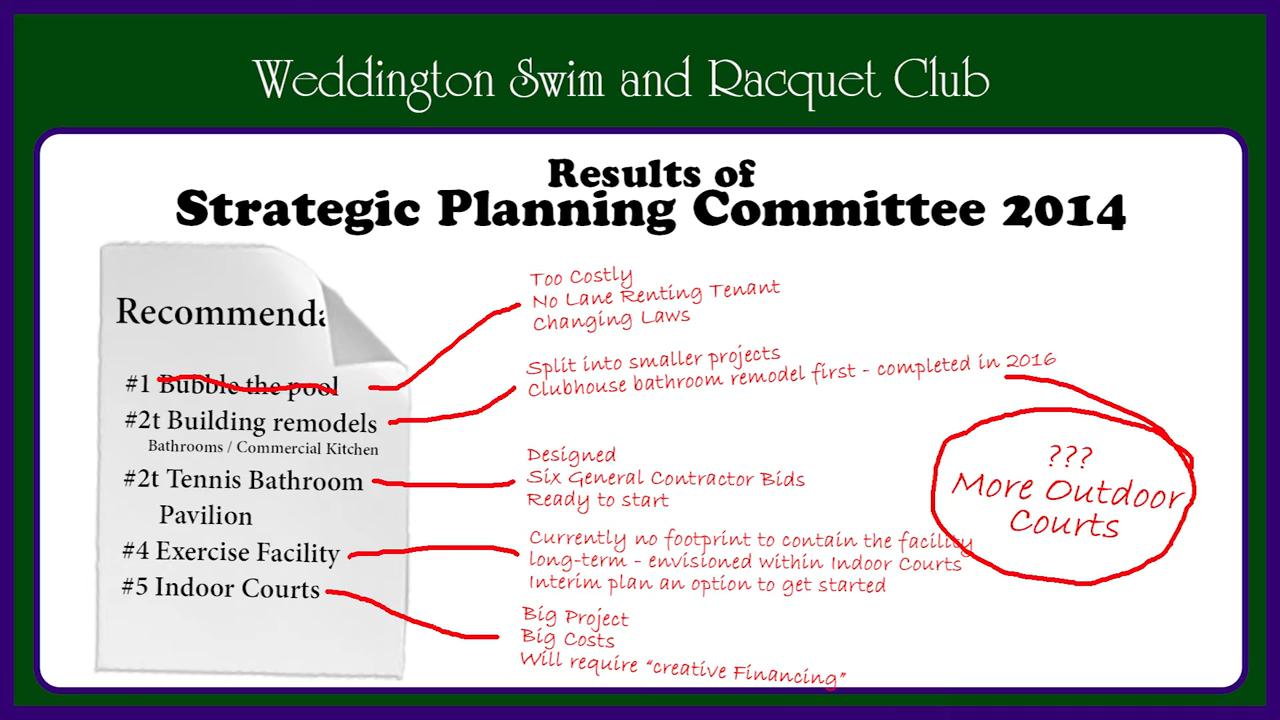 Weddington Swim and Racquet Club
Results of
Strategic Planning Committee 2014
Recommenda
#1 Bubble the pool
#2t Building remodels
Bathrooms / Commercial Kitchen
#2t Tennis Bathroom
Pavilion
#4 Exercise Facility
#5 Indoor Courts
Too Costly
No Lane Renting Tenant
Changing Laws
Split into smaller projects
Clubhouse bathroom remodel first - completed in 2016
Designed
Six General Contractor Bids
Ready to start
Currently no footprint to contain the facility
long-term - envisioned within Indoor Courts
Interim plan an option to get started
Big Project
Big Costs
Will require "creative Financing"
???
More Outdoor
Courts